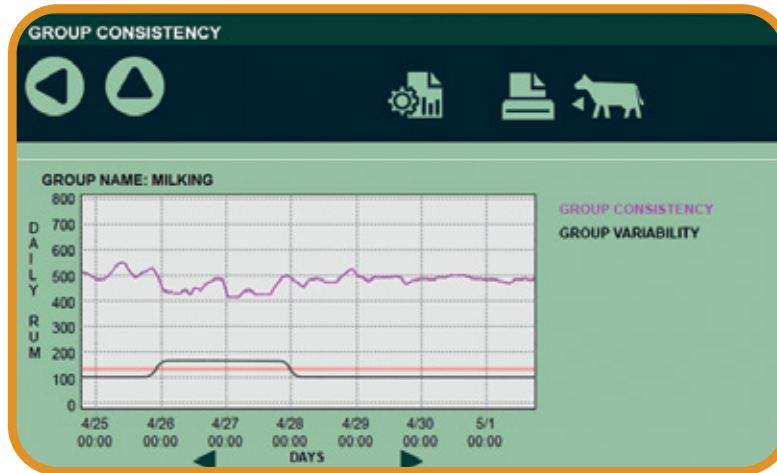 GROUP CONSISTENCY
GROUP NAME: MILKING
GROUP CONSISTENCY
GROUP VARIABILITY
DAILY RUM
800
700
600
500
400
300
200
100
0
4/25 4/26 4/27 4/28 4/29 4/30 5/1
00:00 00:00 00:00 00:00 00:00 00:00 00:00
DAYS